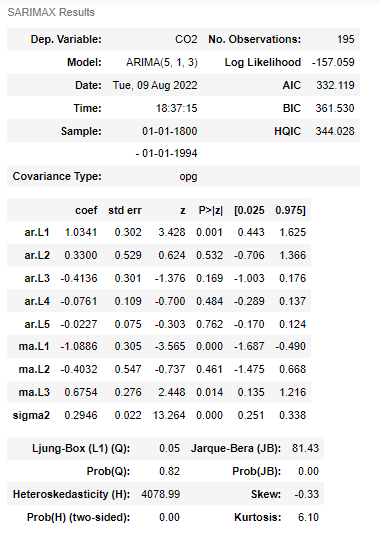 SARIMAX Results
Dep. Variable: CO2 No. Observations: 195
Model: ARIMA(5, 1, 3) Log Likelihood -157.059
Date: Tue, 09 Aug 2022 AIC 332.119
Time: 18:37:15 BIC 361.530
Sample: 01-01-1800 HQIC 344.028
- 01-01-1994
Covariance Type: opg
coef std err z P>|z| [0.025 0.975]
ar.L1 1.0341 0.302 3.428 0.001 0.443 1.625
ar.L2 0.3300 0.529 0.624 0.532 -0.706 1.366
ar.L3 -0.4136 0.301 -1.376 0.169 -1.003 0.176
ar.L4 -0.0761 0.109 -0.700 0.484 -0.289 0.137
ar.L5 -0.0227 0.075 -0.303 0.762 -0.170 0.124
ma.L1 -1.0886 0.305 -3.565 0.000 -1.687 -0.490
ma.L2 -0.4032 0.547 -0.737 0.461 -1.475 0.668
ma.L3 0.6754 0.276 2.448 0.014 0.135 1.216
sigma2 0.2946 0.022 13.264 0.000 0.251 0.338
Ljung-Box (L1) (Q): 0.05 Jarque-Bera (JB): 81.43
Prob(Q): 0.82 Prob(JB): 0.00
Heteroskedasticity (H): 4078.99 Skew: -0.33
Prob(H) (two-sided): 0.00 Kurtosis: 6.10